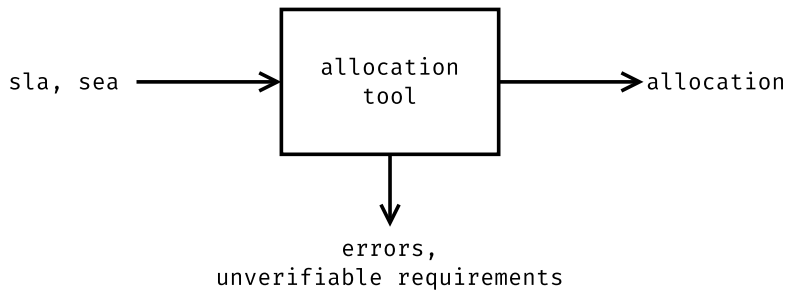 sla, sea
allocation
tool
allocation
errors,
unverifiable requirements